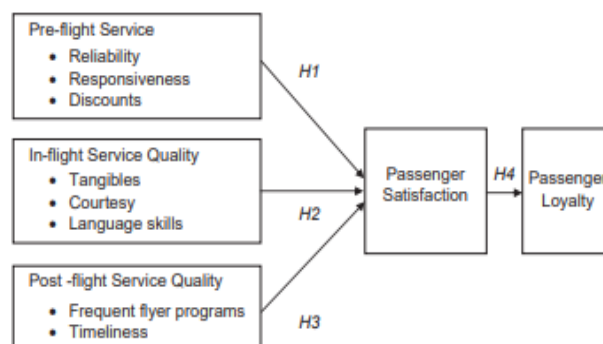 Pre-flight Service
• Reliability
• Responsiveness
• Discounts
H1
In-flight Service Quality
• Tangibles
• Courtesy
• Language skills
H2
Post -flight Service Quality
• Frequent flyer programs
• Timeliness
H3
Passenger
Satisfaction
H4
Passenger
Loyalty